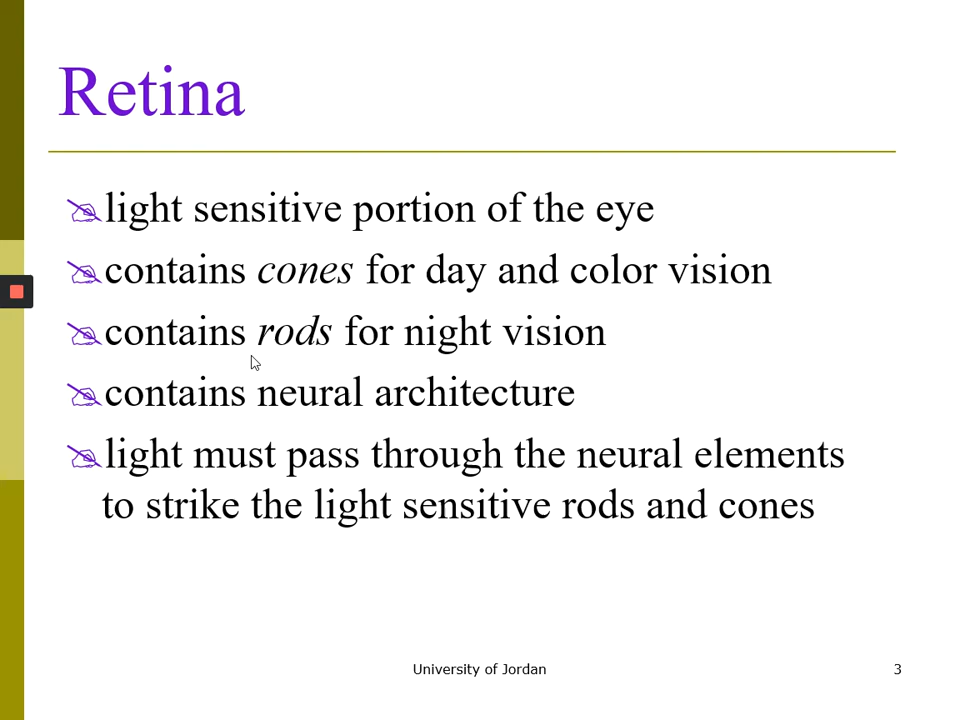 Retina
light sensitive portion of the eye
contains cones for day and color vision
contains rods for night vision
contains neural architecture
light must pass through the neural elements
to strike the light sensitive rods and cones
University of Jordan
3